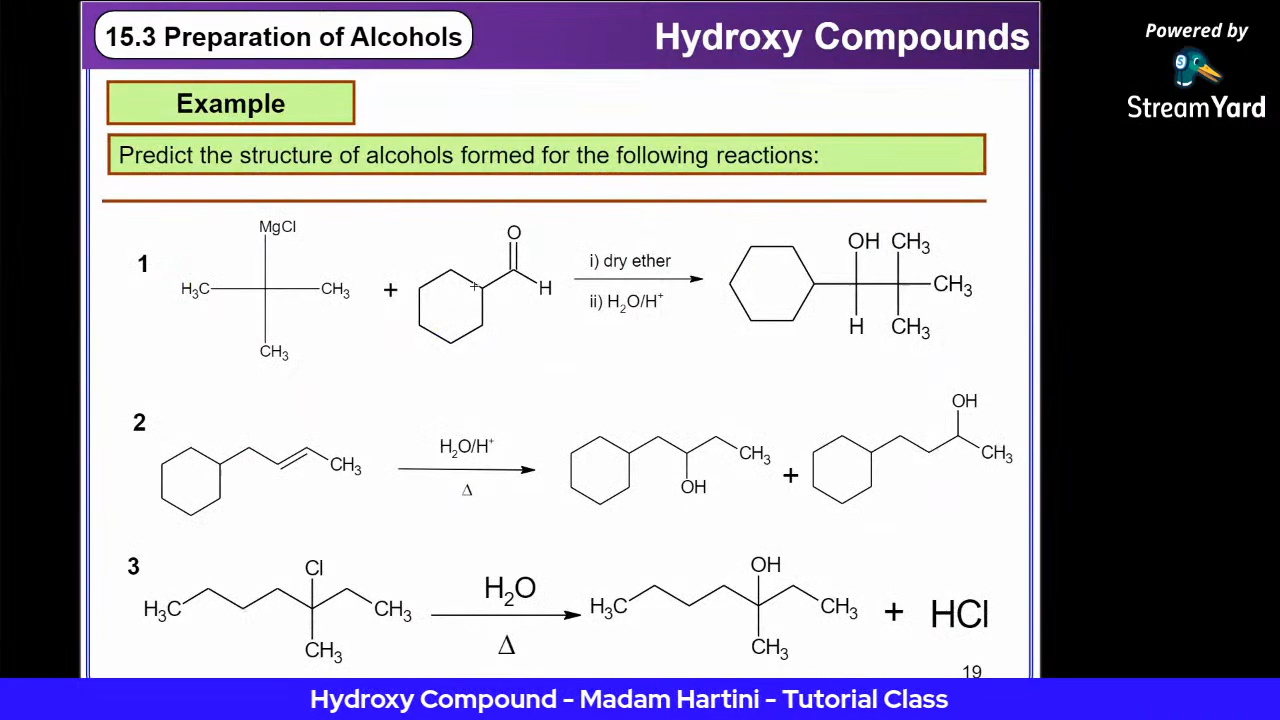 15.3 Preparation of Alcohols
Hydroxy Compounds
Powered by
StreamYard
Example
Predict the structure of alcohols formed for the following reactions:
1
MgCl
H₃C
CH₃
CH₃
+
O
H
i) dry ether
ii) H₂O/H⁺
OH
CH₃
CH₃
H
CH₃
2
CH₃
H₂O/H⁺
Δ
CH₃
OH
+
OH
CH₃
3
Cl
H₃C
CH₃
CH₃
H₂O
Δ
OH
H₃C
CH₃
CH₃
+ HCl
19
Hydroxy Compound - Madam Hartini - Tutorial Class